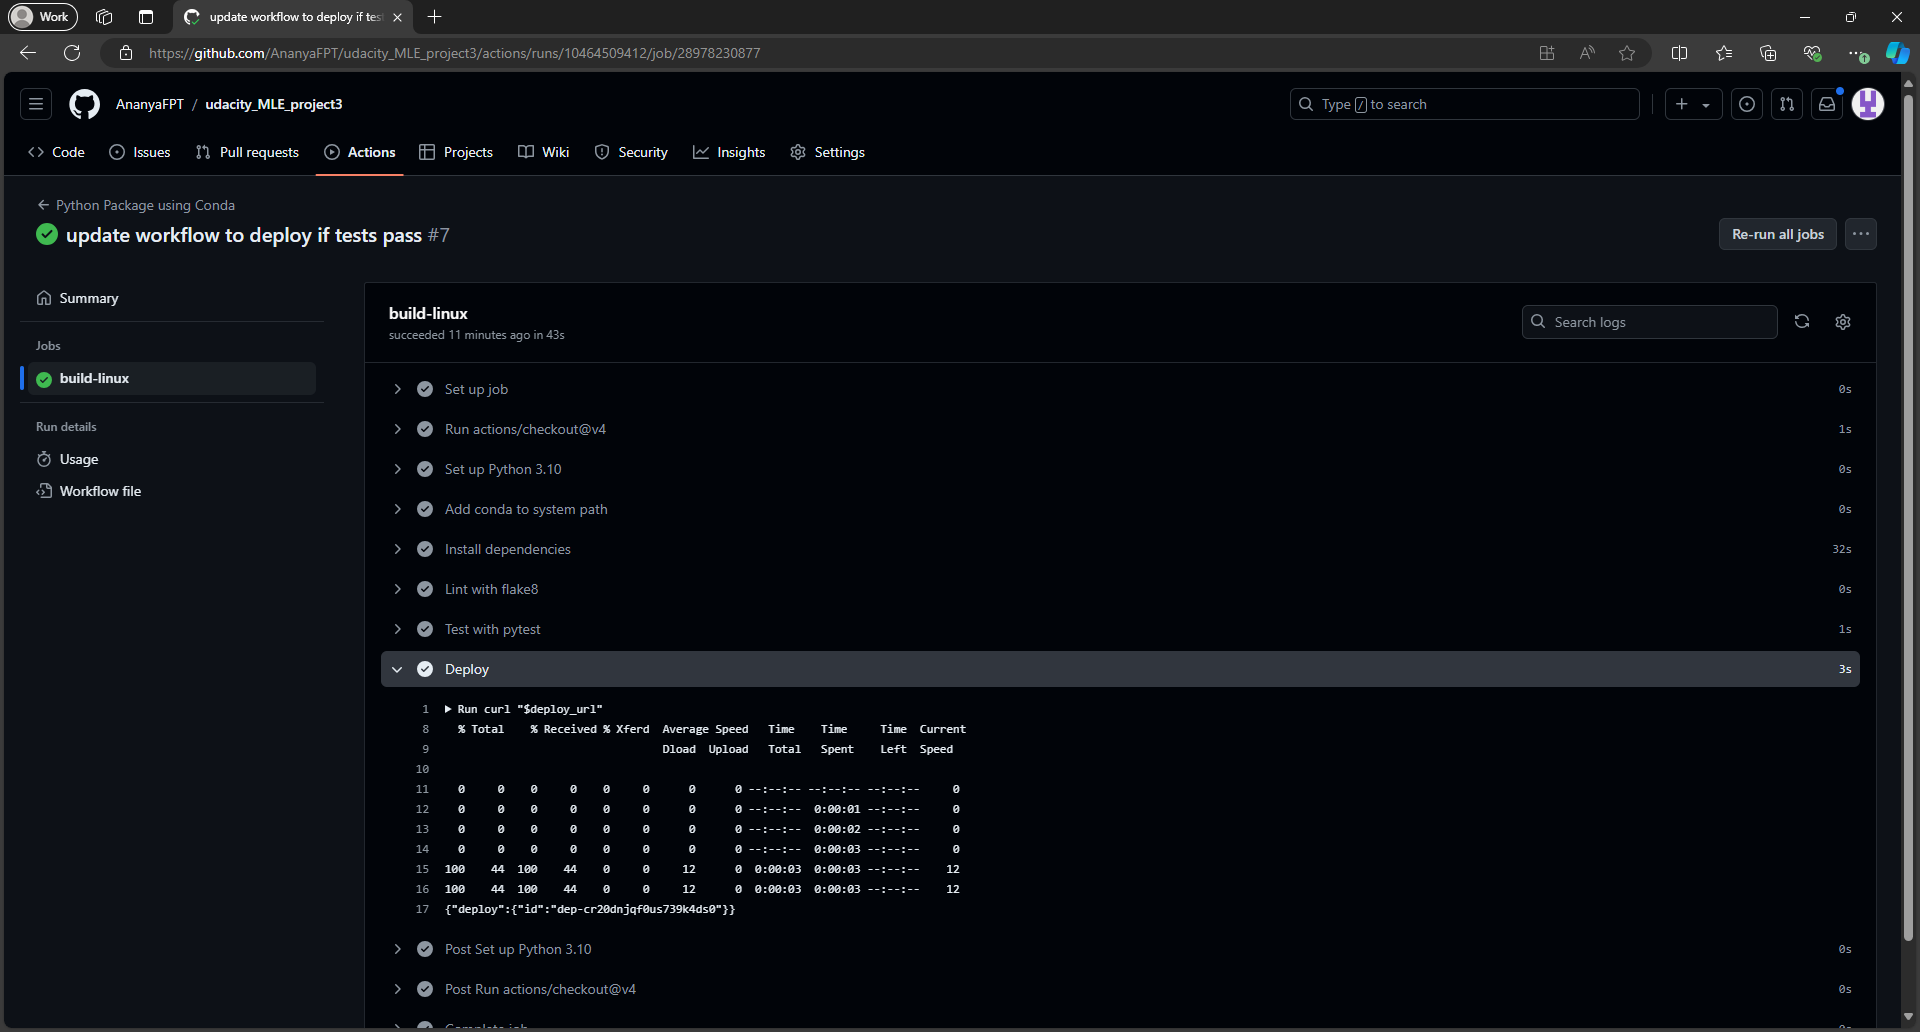 Work
update workflow to deploy if tes
https://github.com/AnanyaFPT/udacity_MLE_project3/actions/runs/10464509412/job/28978230877
AnanyaFPT / udacity_MLE_project3
Type / to search
Code
Issues
Pull requests
Actions
Projects
Wiki
Security
Insights
Settings
Python Package using Conda
update workflow to deploy if tests pass #7
Re-run all jobs
Summary
Jobs
build-linux
Run details
Usage
Workflow file
build-linux
succeeded 11 minutes ago in 43s
Search logs
Set up job 0s
Run actions/checkout@v4 1s
Set up Python 3.10 0s
Add conda to system path 0s
Install dependencies 32s
Lint with flake8 0s
Test with pytest 1s
Deploy 3s
1 Run curl "$deploy_url"
8 % Total % Received % Xferd Average Speed Time Time Time Current
9 Dload Upload Total Spent Left Speed
10
11 0 0 0 0 0 0 0 0 --:--:-- --:--:-- --:--:-- 0
12 0 0 0 0 0 0 0 0 --:--:-- 0:00:01 --:--:-- 0
13 0 0 0 0 0 0 0 0 --:--:-- 0:00:02 --:--:-- 0
14 0 0 0 0 0 0 0 0 --:--:-- 0:00:03 --:--:-- 0
15 100 44 100 44 0 0 12 0 0:00:03 0:00:03 --:--:-- 12
16 100 44 100 44 0 0 12 0 0:00:03 0:00:03 --:--:-- 12
17 {"deploy":{"id":"dep-cr20dnjqf0us739k4ds0"}}
Post Set up Python 3.10 0s
Post Run actions/checkout@v4 0s
Complete job 0s